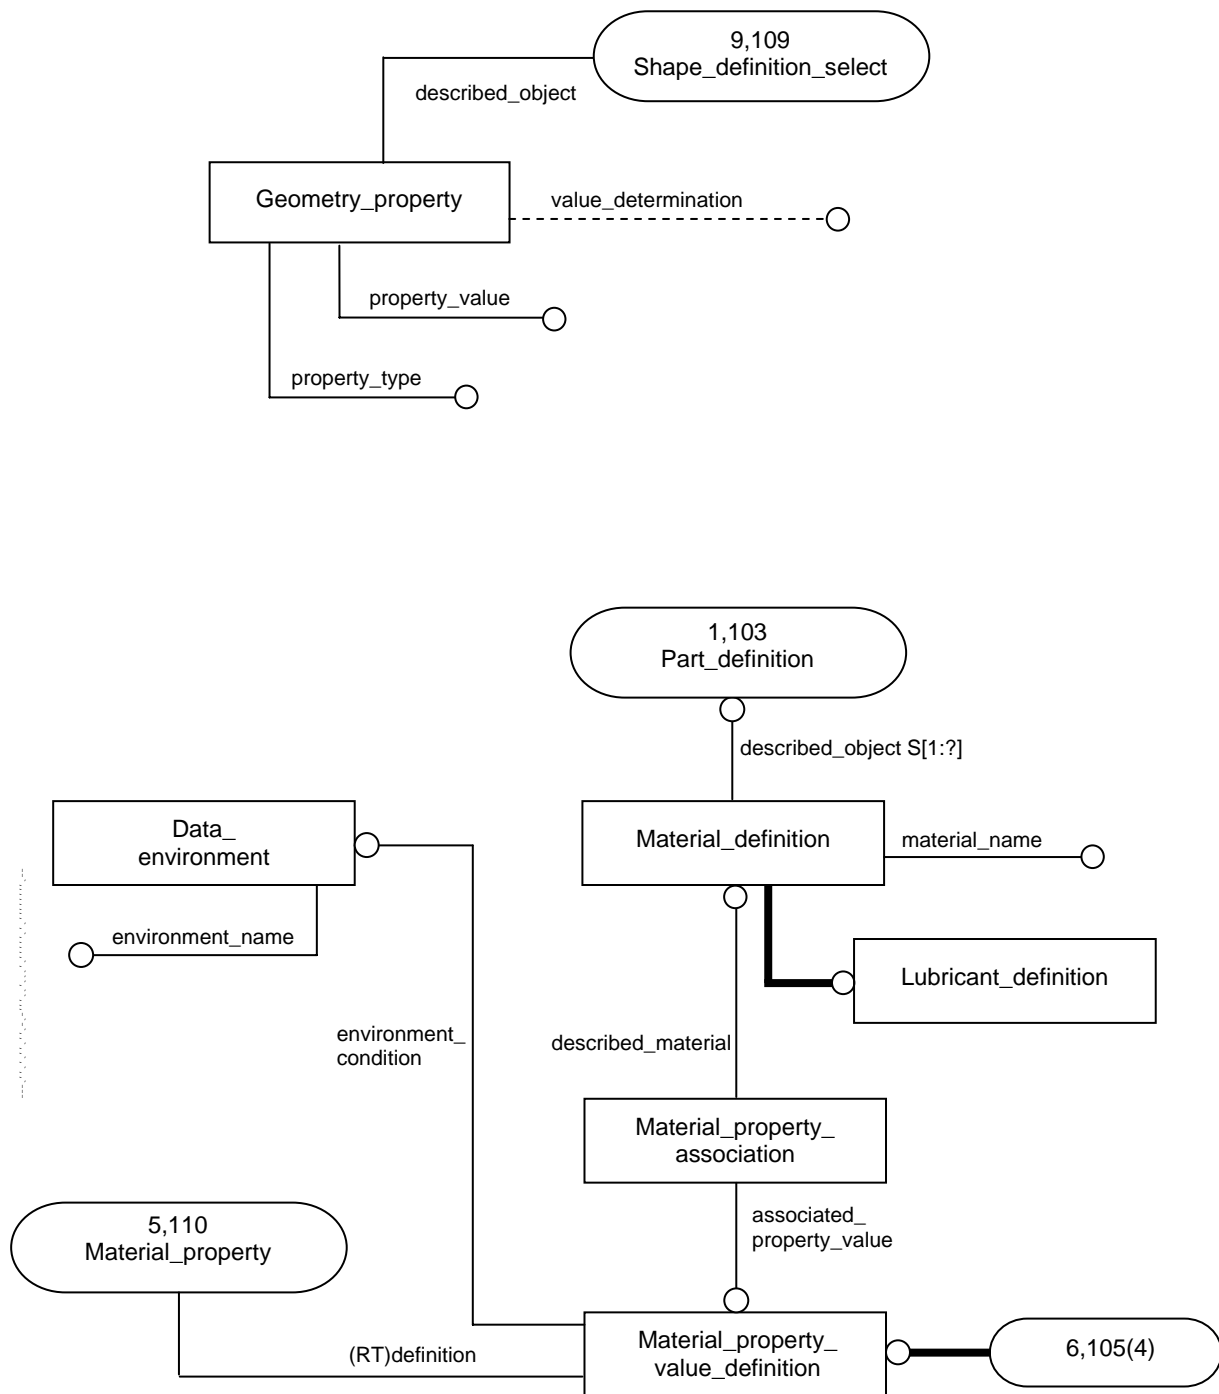 9,109
Shape_definition_select
described_object
Geometry_property
value_determination
property_value
property_type
1,103
Part_definition
described_object S[1:?]
Data_
environment
Material_definition
material_name
environment_name
Lubricant_definition
environment_
condition
described_material
Material_property_
association
5,110
Material_property
associated_
property_value
(RT)definition
Material_property_
value_definition
6,105(4)